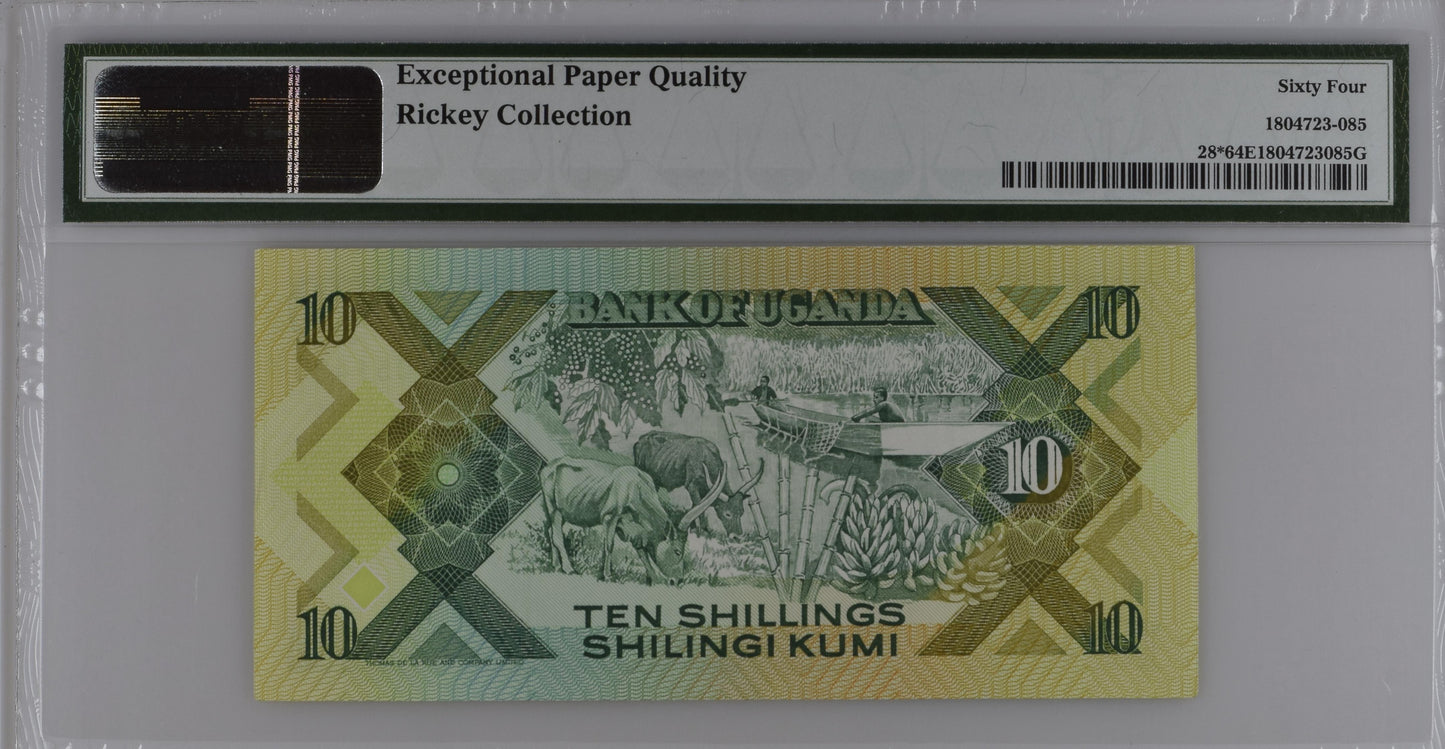 Exceptional Paper Quality
Rickey Collection
Sixty Four
1804723-085
28*64E1804723085G
10
BANK OF UGANDA
10
10
10
TEN SHILLINGS
SHILINGI KUMI
10
THOMAS DE LA RUE AND COMPANY LIMITED